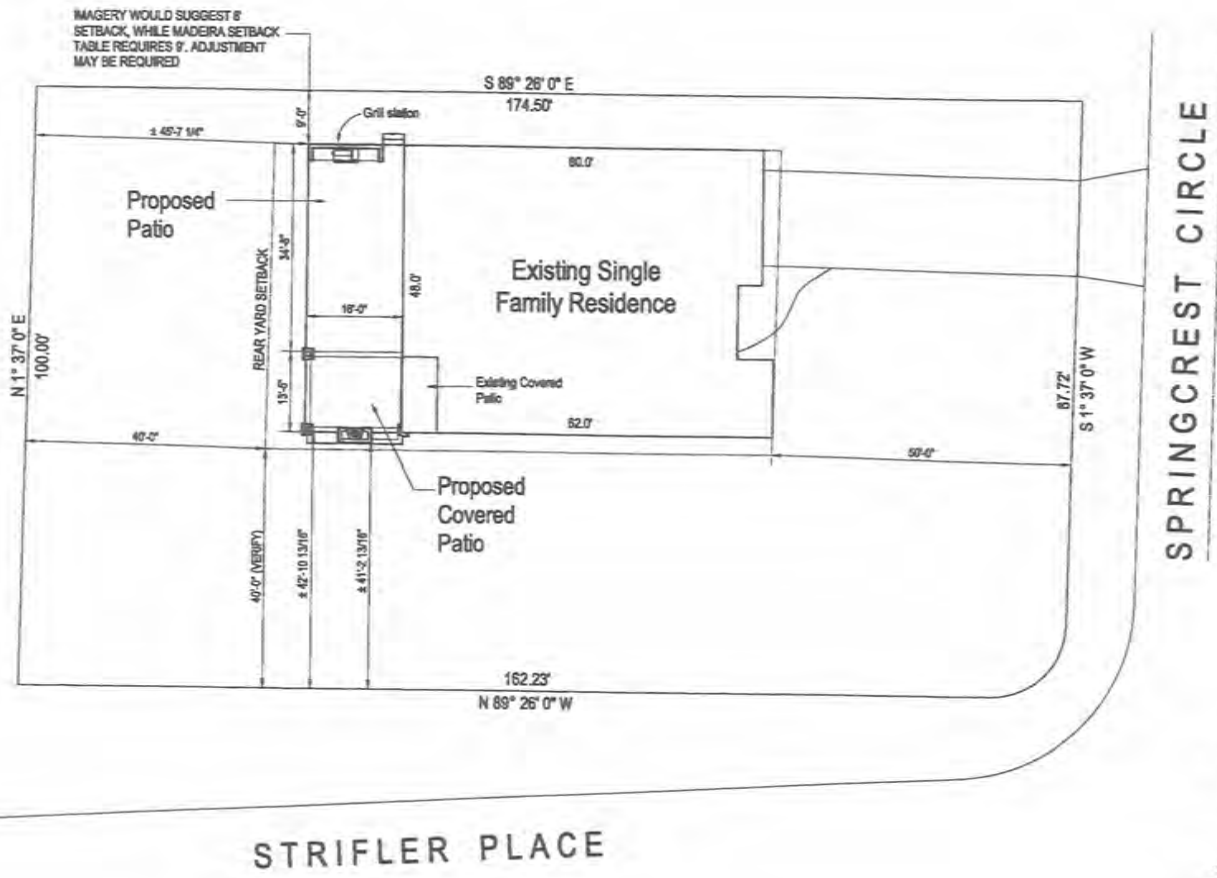 IMAGERY WOULD SUGGEST 8'
SETBACK, WHILE MADEIRA SETBACK
TABLE REQUIRES 9'. ADJUSTMENT
MAY BE REQUIRED
S 89° 26' 0" E
174.50'
9'-0"
Grill station
± 45'-7 1/4"
60.0'
Proposed
Patio
34'-8"
REAR YARD SETBACK
48.0'
Existing Single
Family Residence
16'-0"
N 1° 37' 0" E
100.00'
SPRINGCREST CIRCLE
87.72'
S 1° 37' 0" W
Existing Covered
Patio
62.0'
40'-0"
50'-0"
Proposed
Covered
Patio
40'-0" (VERIFY)
± 42'-10 13/16"
± 41'-2 13/16"
162.23'
N 89° 26' 0" W
STRIFLER PLACE